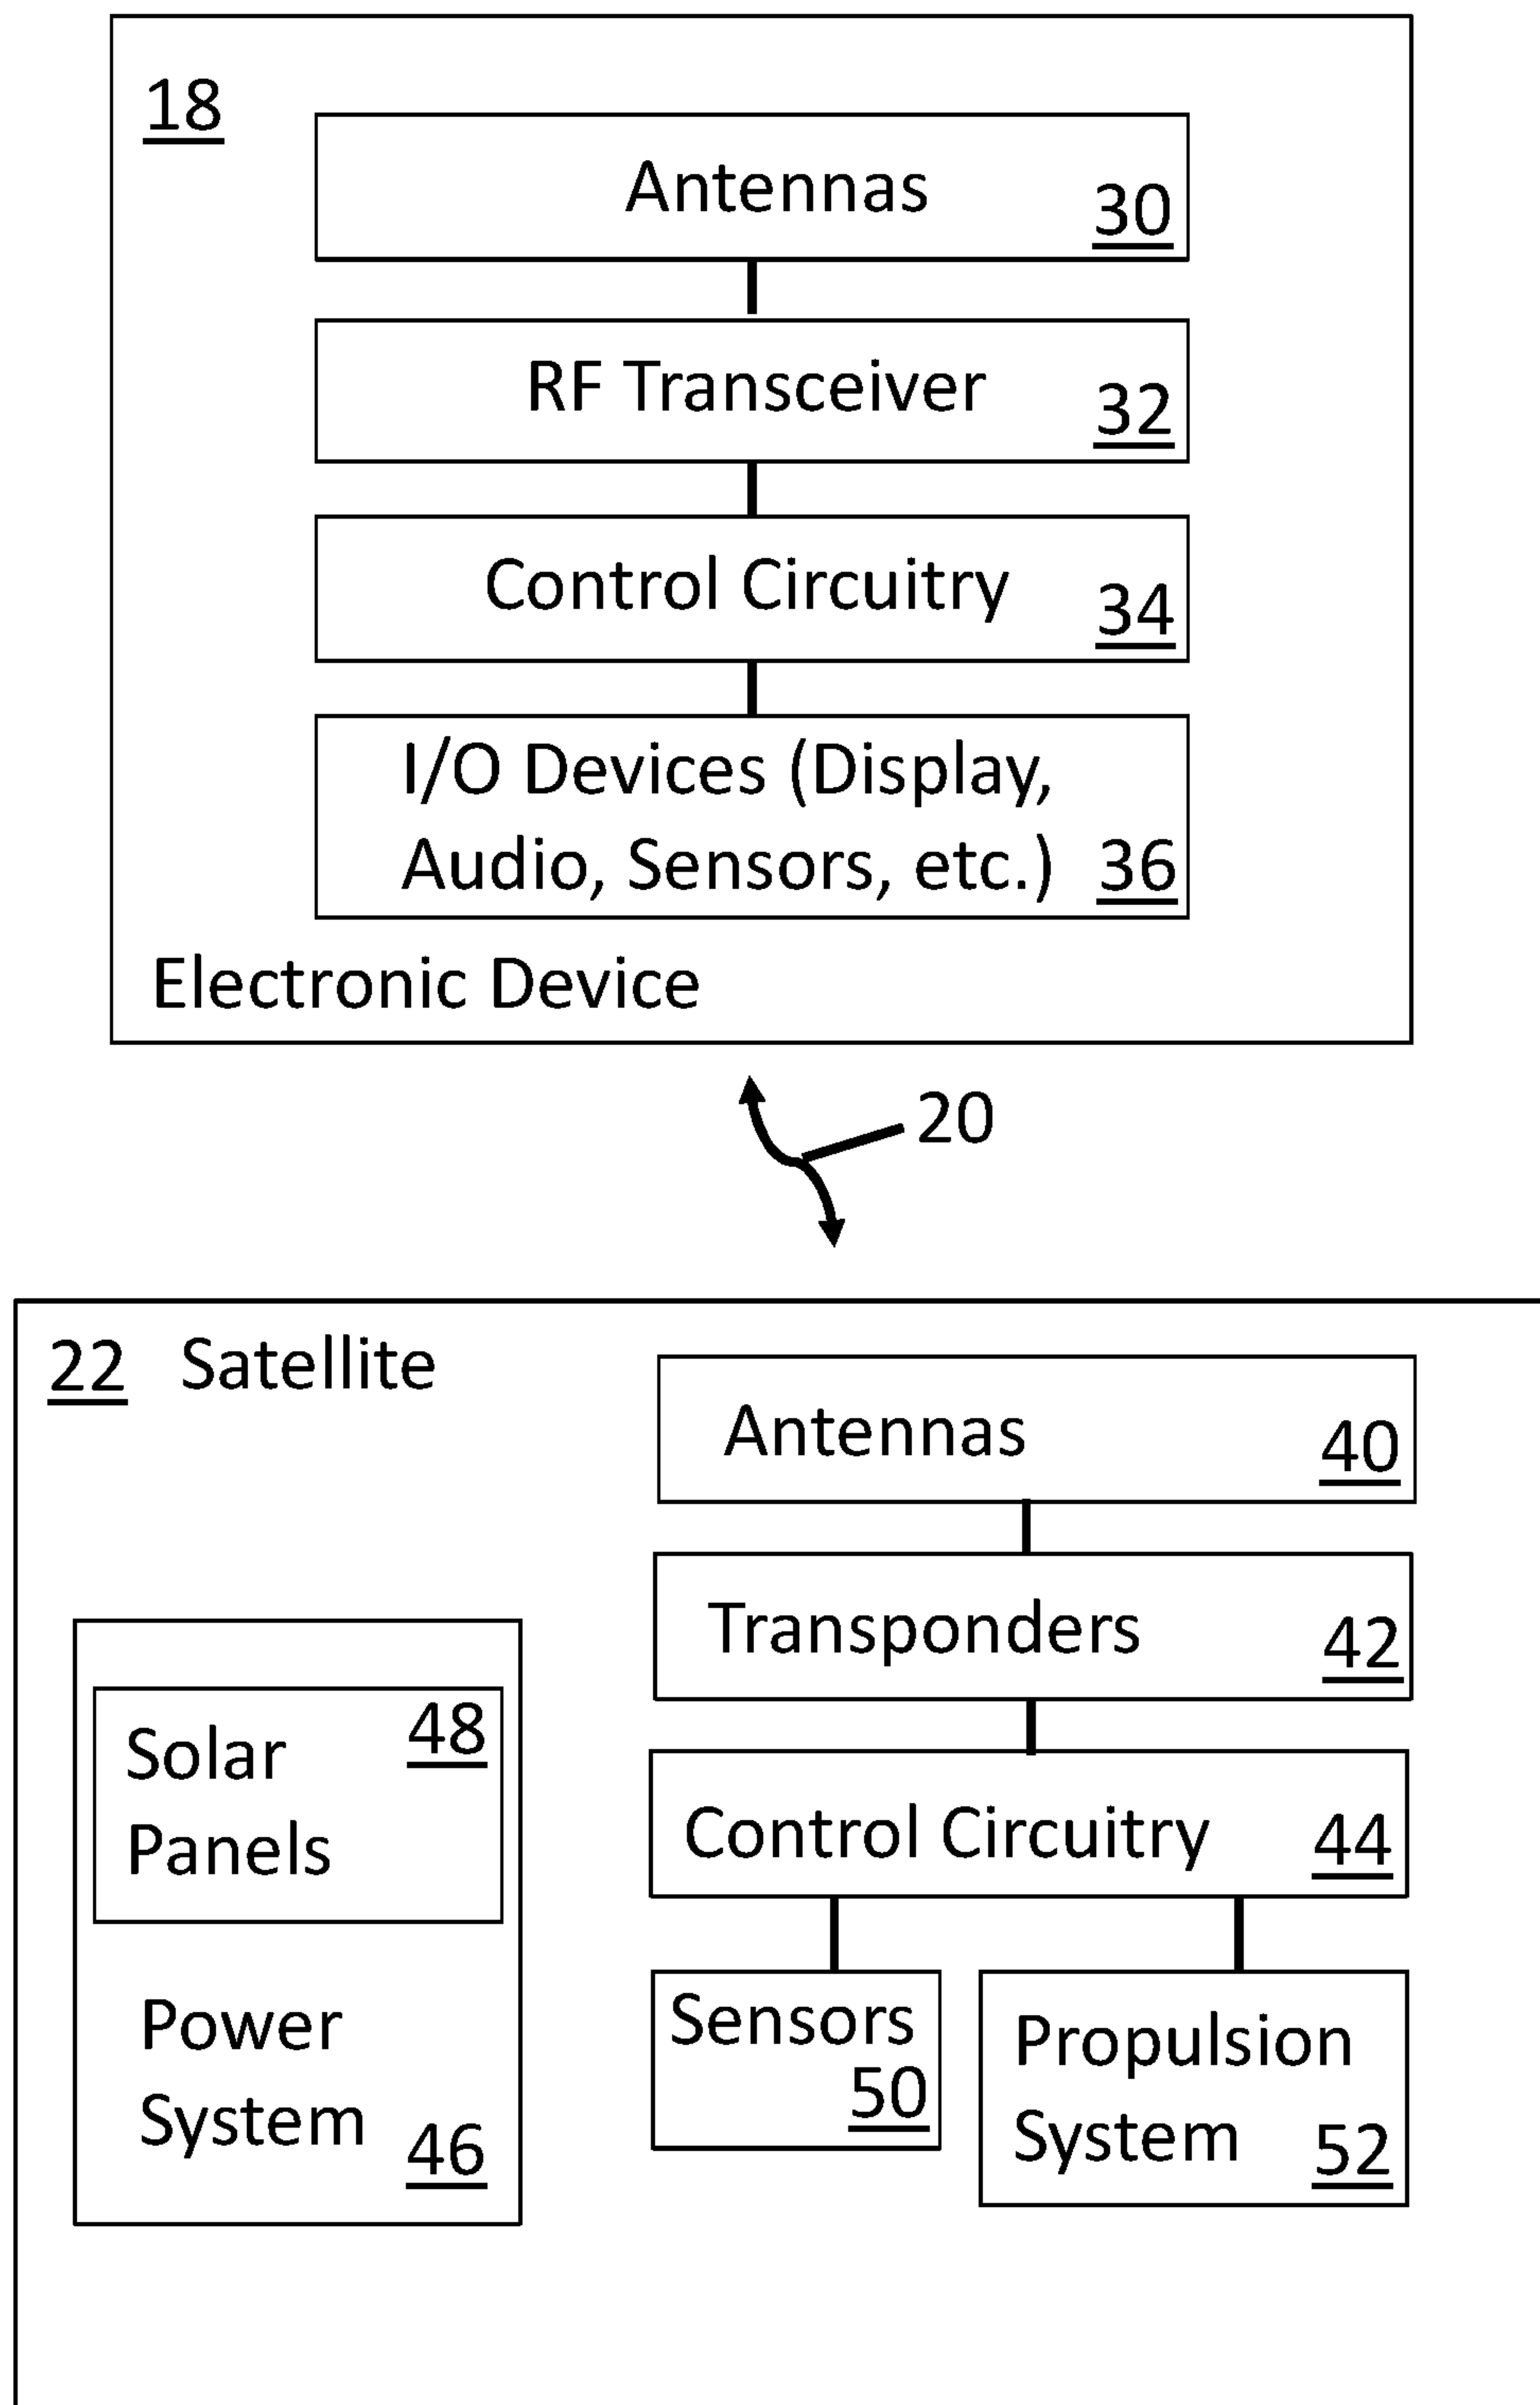 18
Antennas
30
RF Transceiver
32
Control Circuitry
34
I/O Devices (Display,
Audio, Sensors, etc.) 36
Electronic Device
20
22 Satellite
Antennas
40
Transponders
42
Control Circuitry
44
Solar
48
Panels
Power
System
46
Sensors
50
Propulsion
System 52